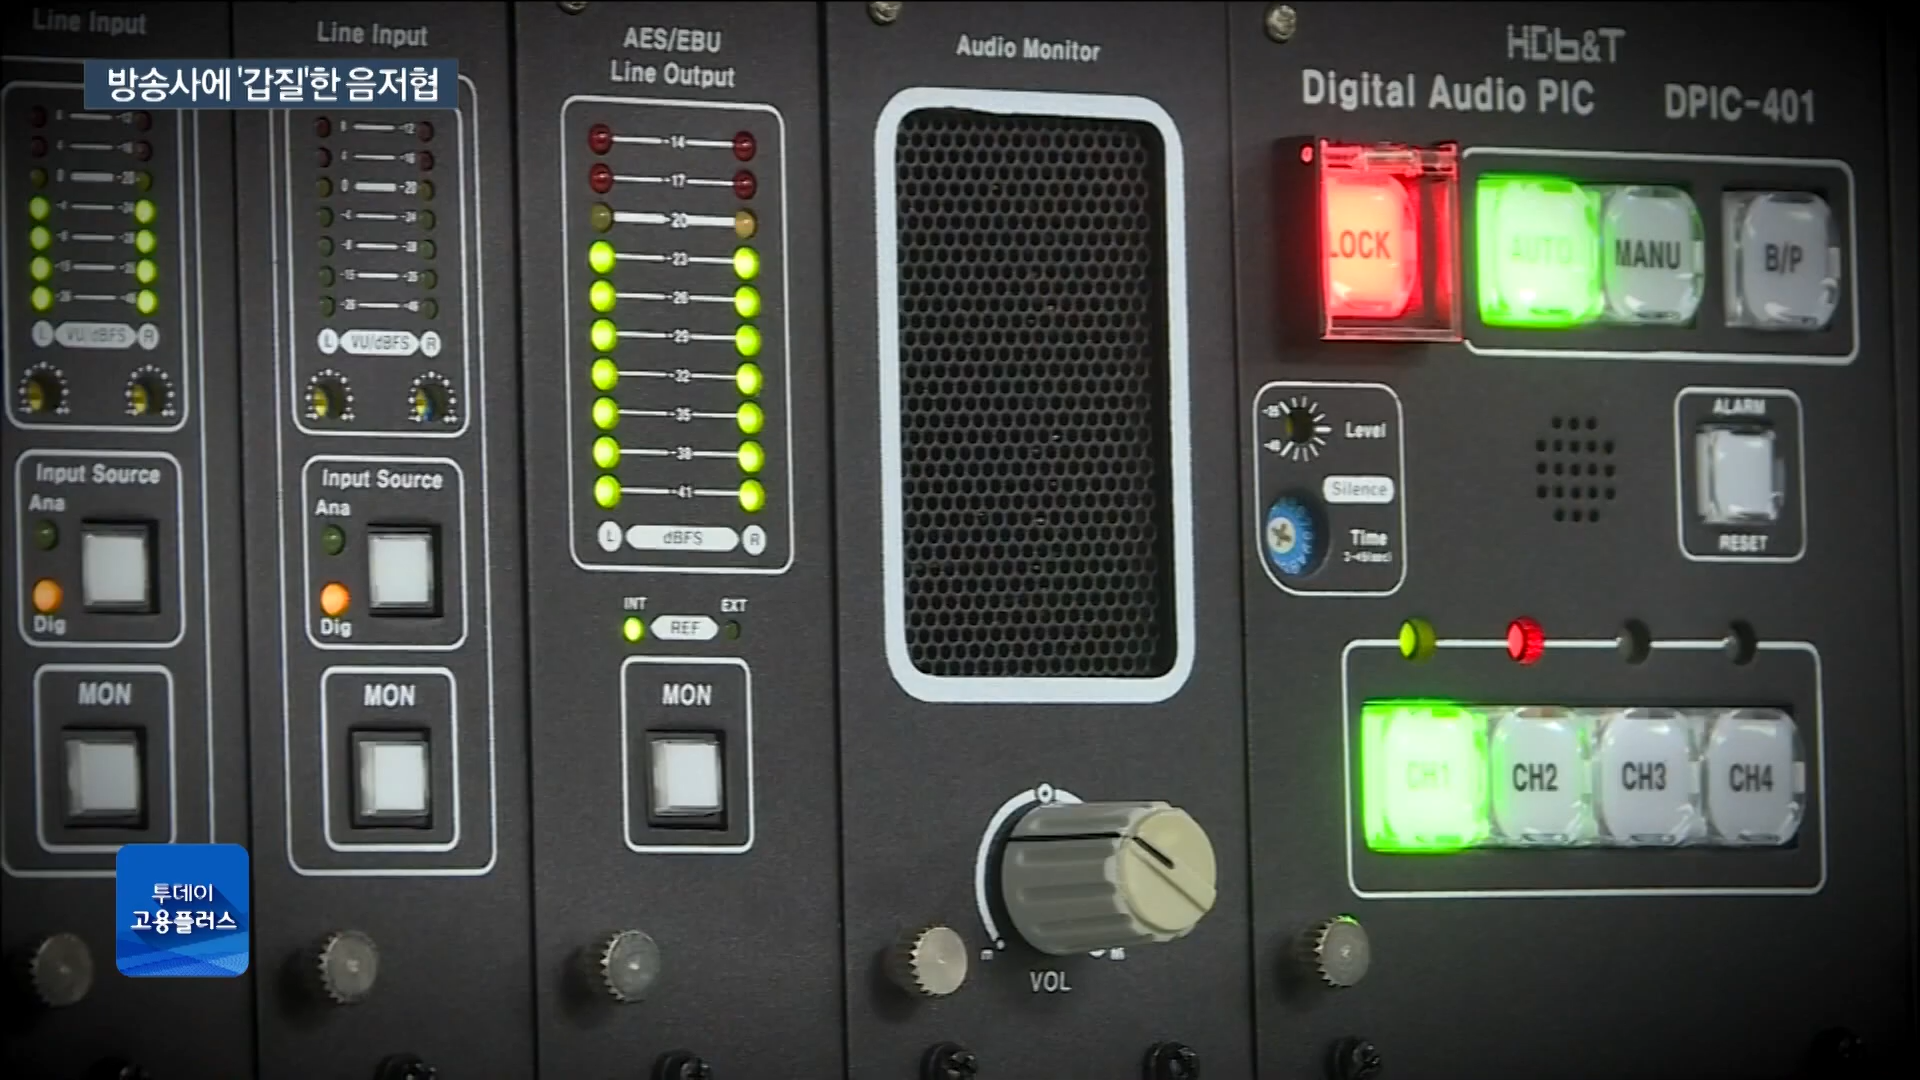 Line Input
Line Input
AES/EBU
Line Output
Audio Monitor
HDb&T
Digital Audio PIC DPIC-401
방송사에 '갑질'한 음저협
-14
-17
-20
-23
-26
-29
-32
-35
-38
-41
L dBFS R
L VU/dBFS R
L VU/dBFS R
LOCK AUTO MANU B/P
Level
Silence
Time
ALARM
RESET
Input Source
Ana
Dig
Input Source
Ana
Dig
INT REF EXT
MON
MON
MON
CH1 CH2 CH3 CH4
VOL
투데이
고용플러스